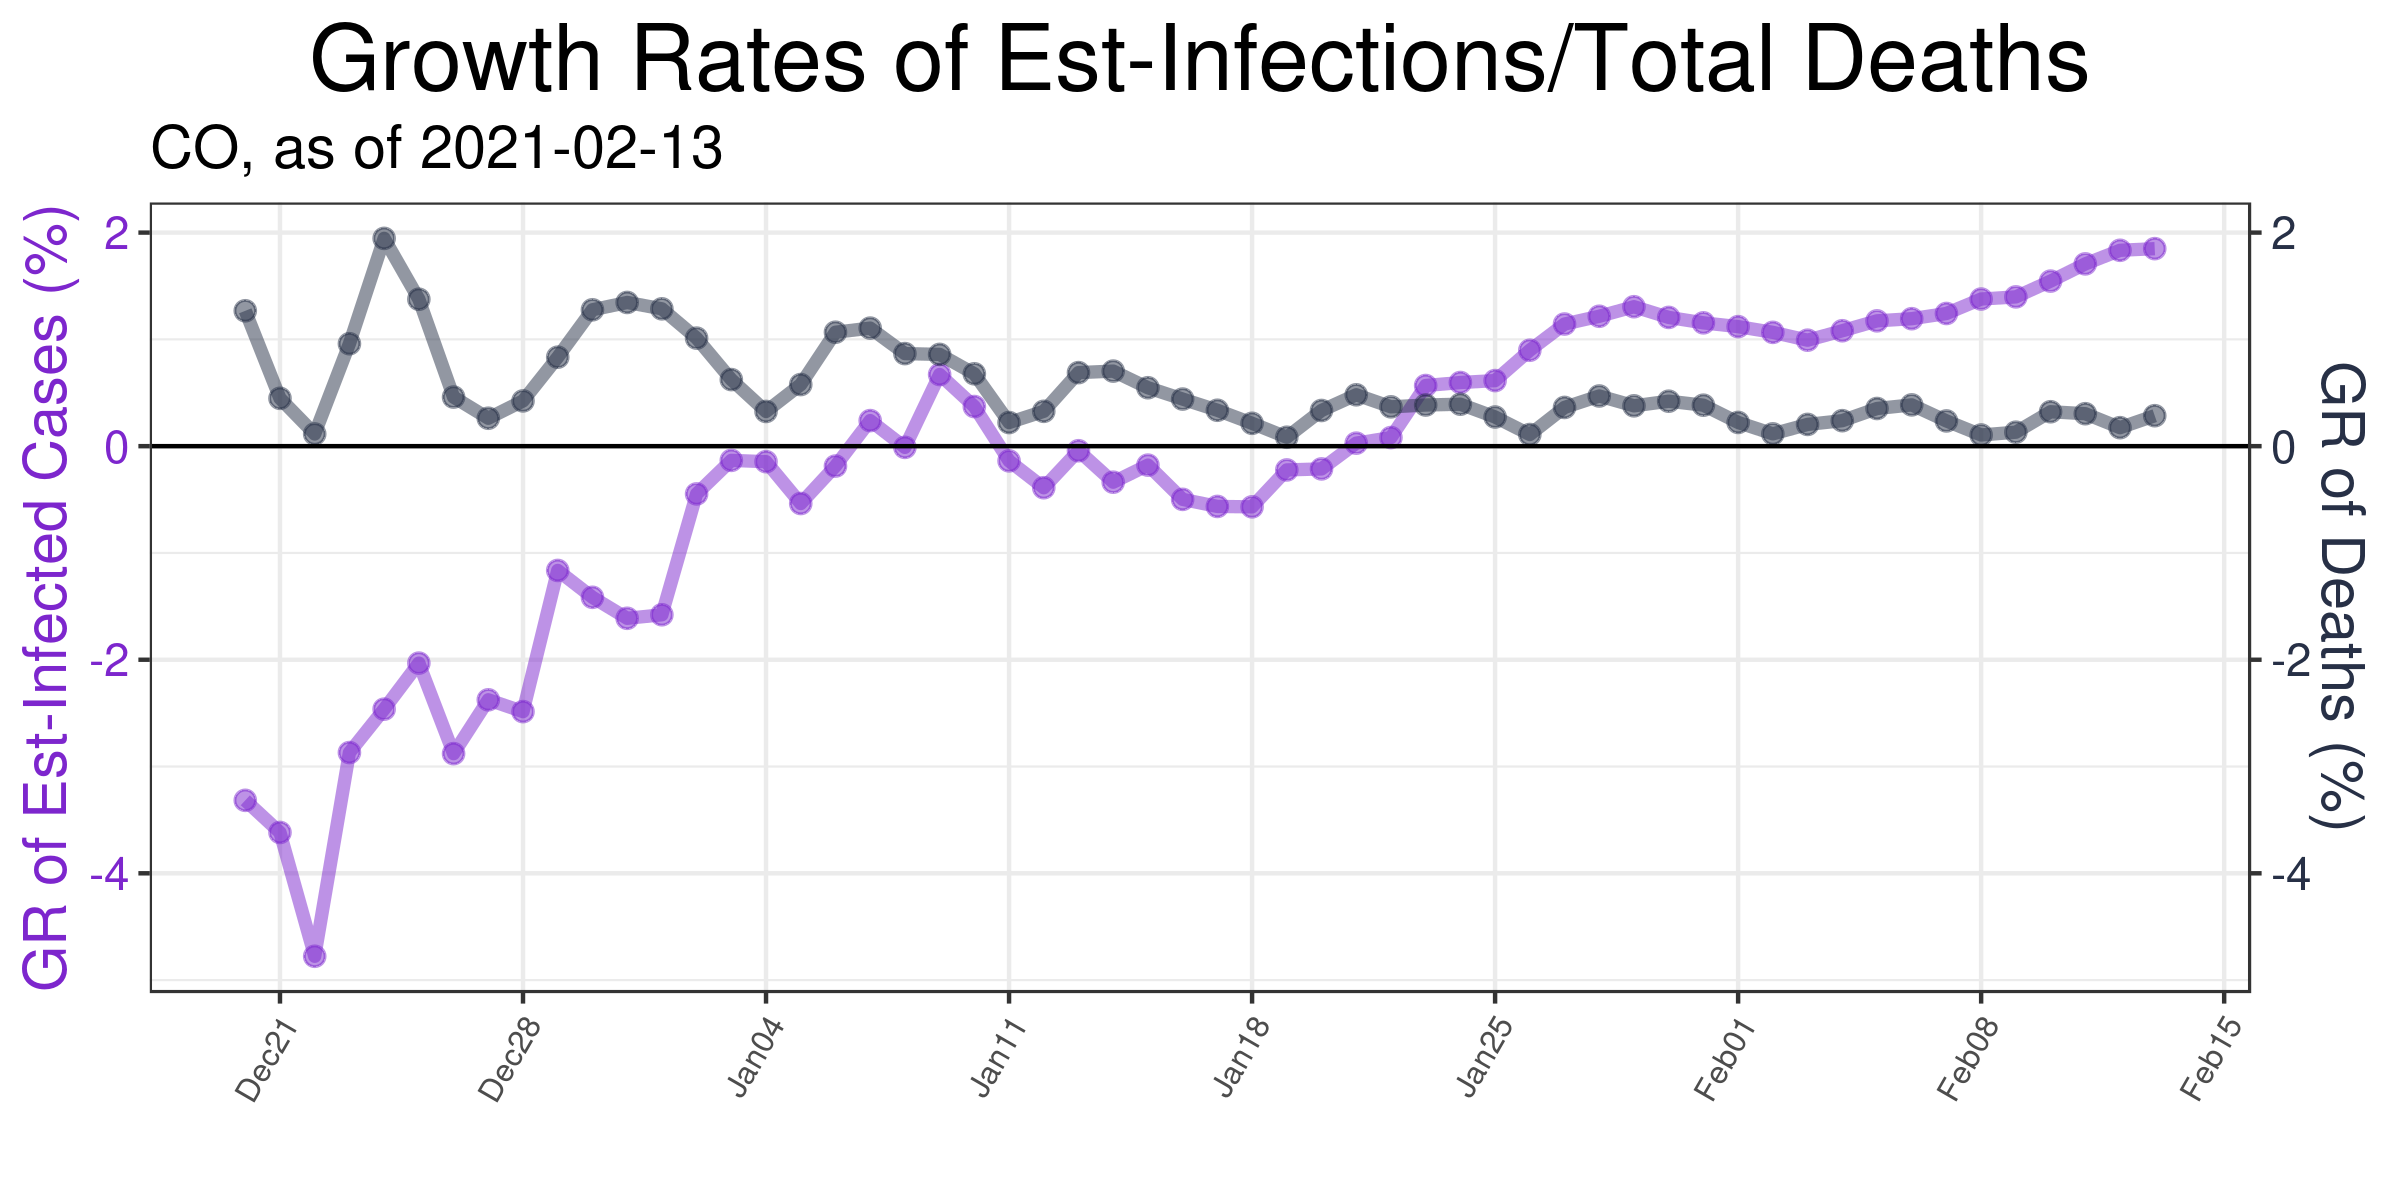 Growth Rates of Est-Infections/Total Deaths
CO, as of 2021-02-13
GR of Est-Infected Cases (%)
2
0
-2
-4
2
0
-2
-4
GR of Deaths (%)
Dec21
Dec28
Jan04
Jan11
Jan18
Jan25
Feb01
Feb08
Feb15